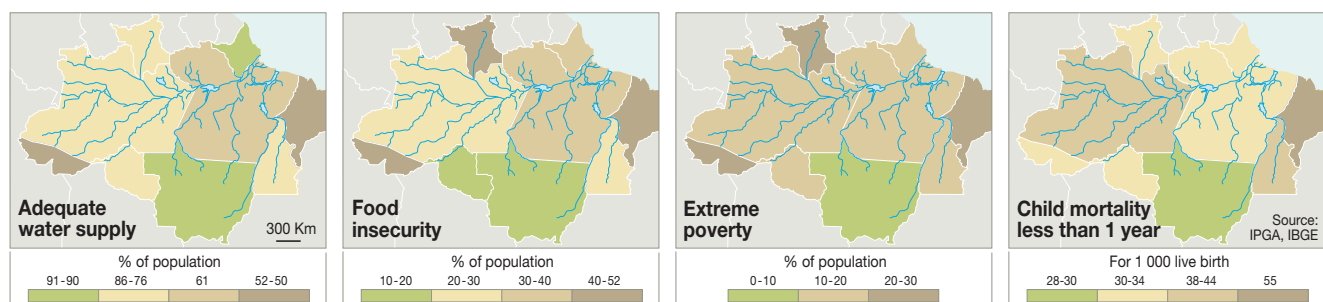 Adequate
water supply
300 Km
% of population
91-90
86-76
61
52-50
Food
insecurity
% of population
10-20
20-30
30-40
40-52
Extreme
poverty
% of population
0-10
10-20
20-30
Child mortality
less than 1 year
Source:
IPGA, IBGE
For 1 000 live birth
28-30
30-34
38-44
55